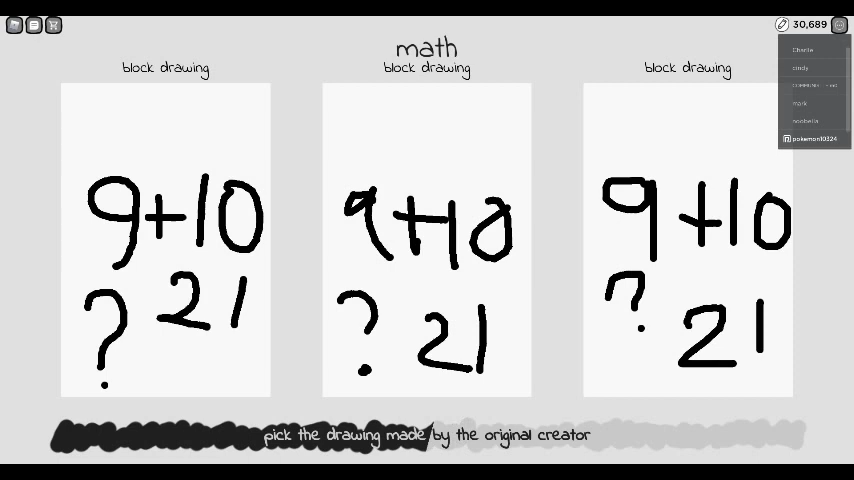 30,689
math
block drawing
block drawing
block drawing
Charlie
cindy
mark
noobella
pokemon10324
9+10
? 21
9+10
? 21
9+10
? 21
pick the drawing made by the original creator